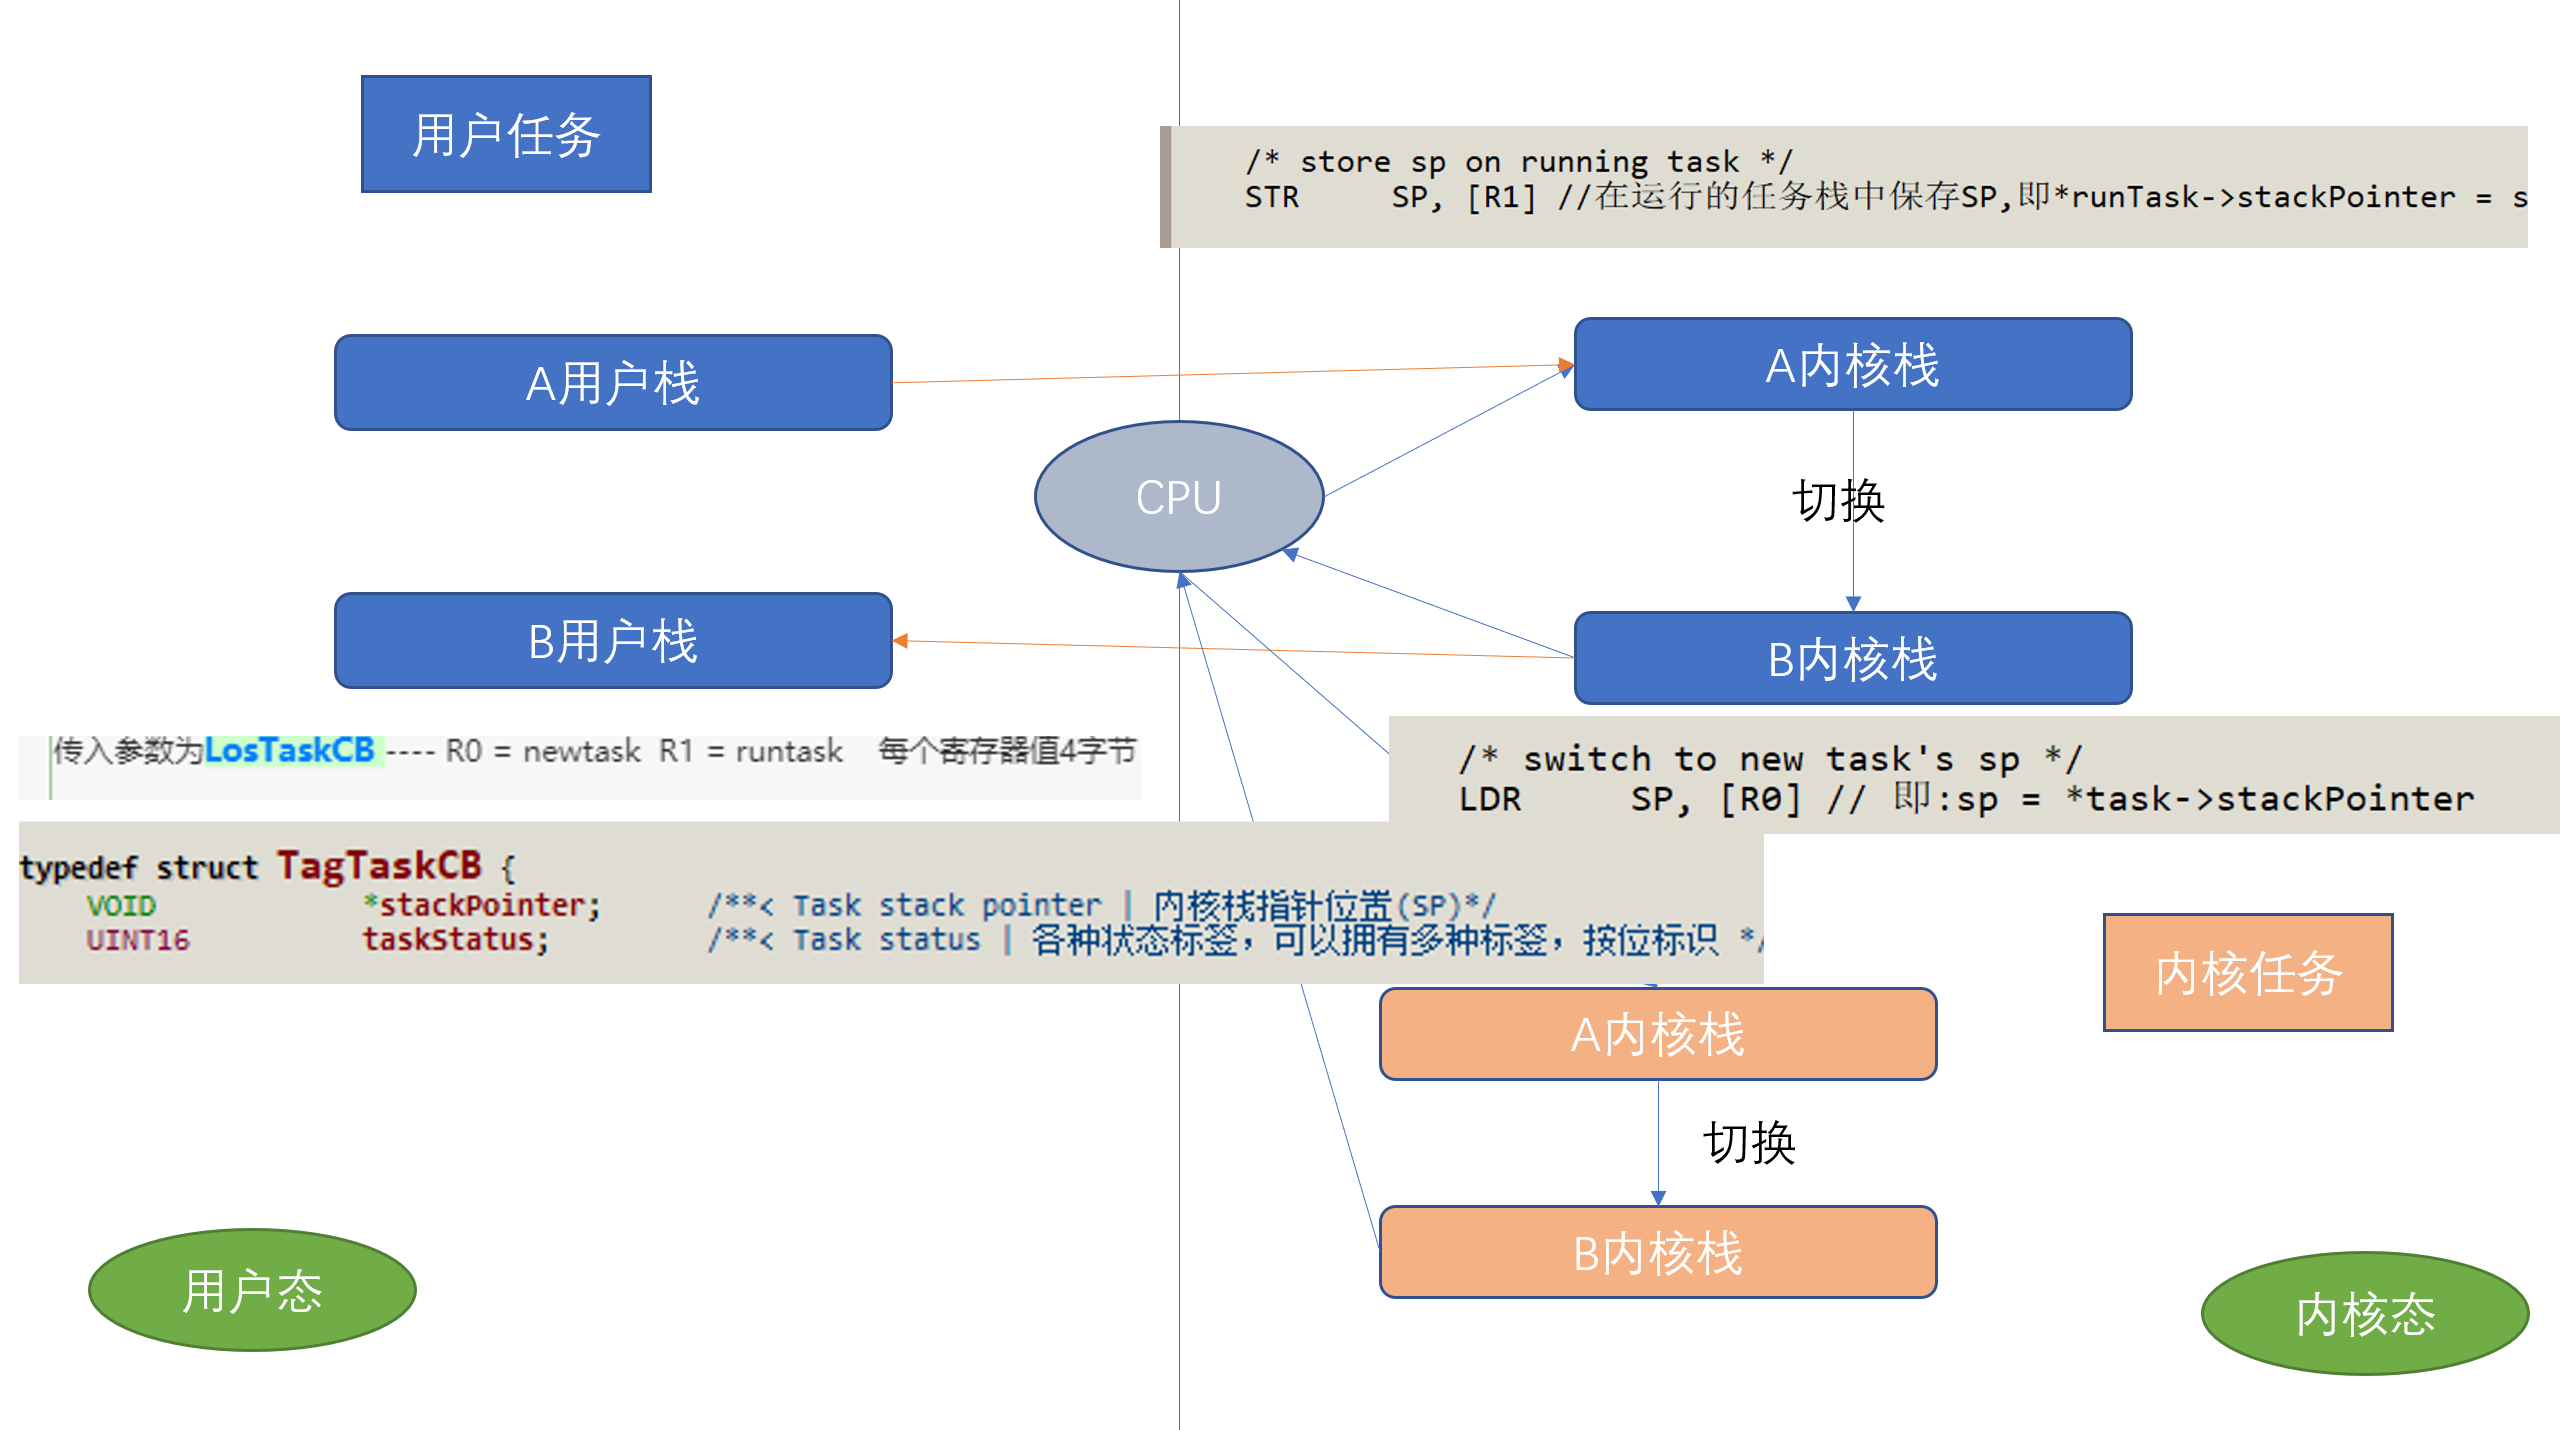 用户任务
/* store sp on running task */
STR SP, [R1] //在运行的任务栈中保存SP,即*runTask->stackPointer = s
A用户栈
A内核栈
CPU
切换
B用户栈
B内核栈
传入参数为LosTaskCB ---- R0 = newtask R1 = runtask 每个寄存器值4字节
/* switch to new task's sp */
LDR SP, [R0] // 即:sp = *task->stackPointer
typedef struct TagTaskCB {
VOID *stackPointer; /**< Task stack pointer | 内核栈指针位置(SP)*/
UINT16 taskStatus; /**< Task status | 各种状态标签，可以拥有多种标签，按位标识 */
内核任务
A内核栈
切换
B内核栈
用户态
内核态